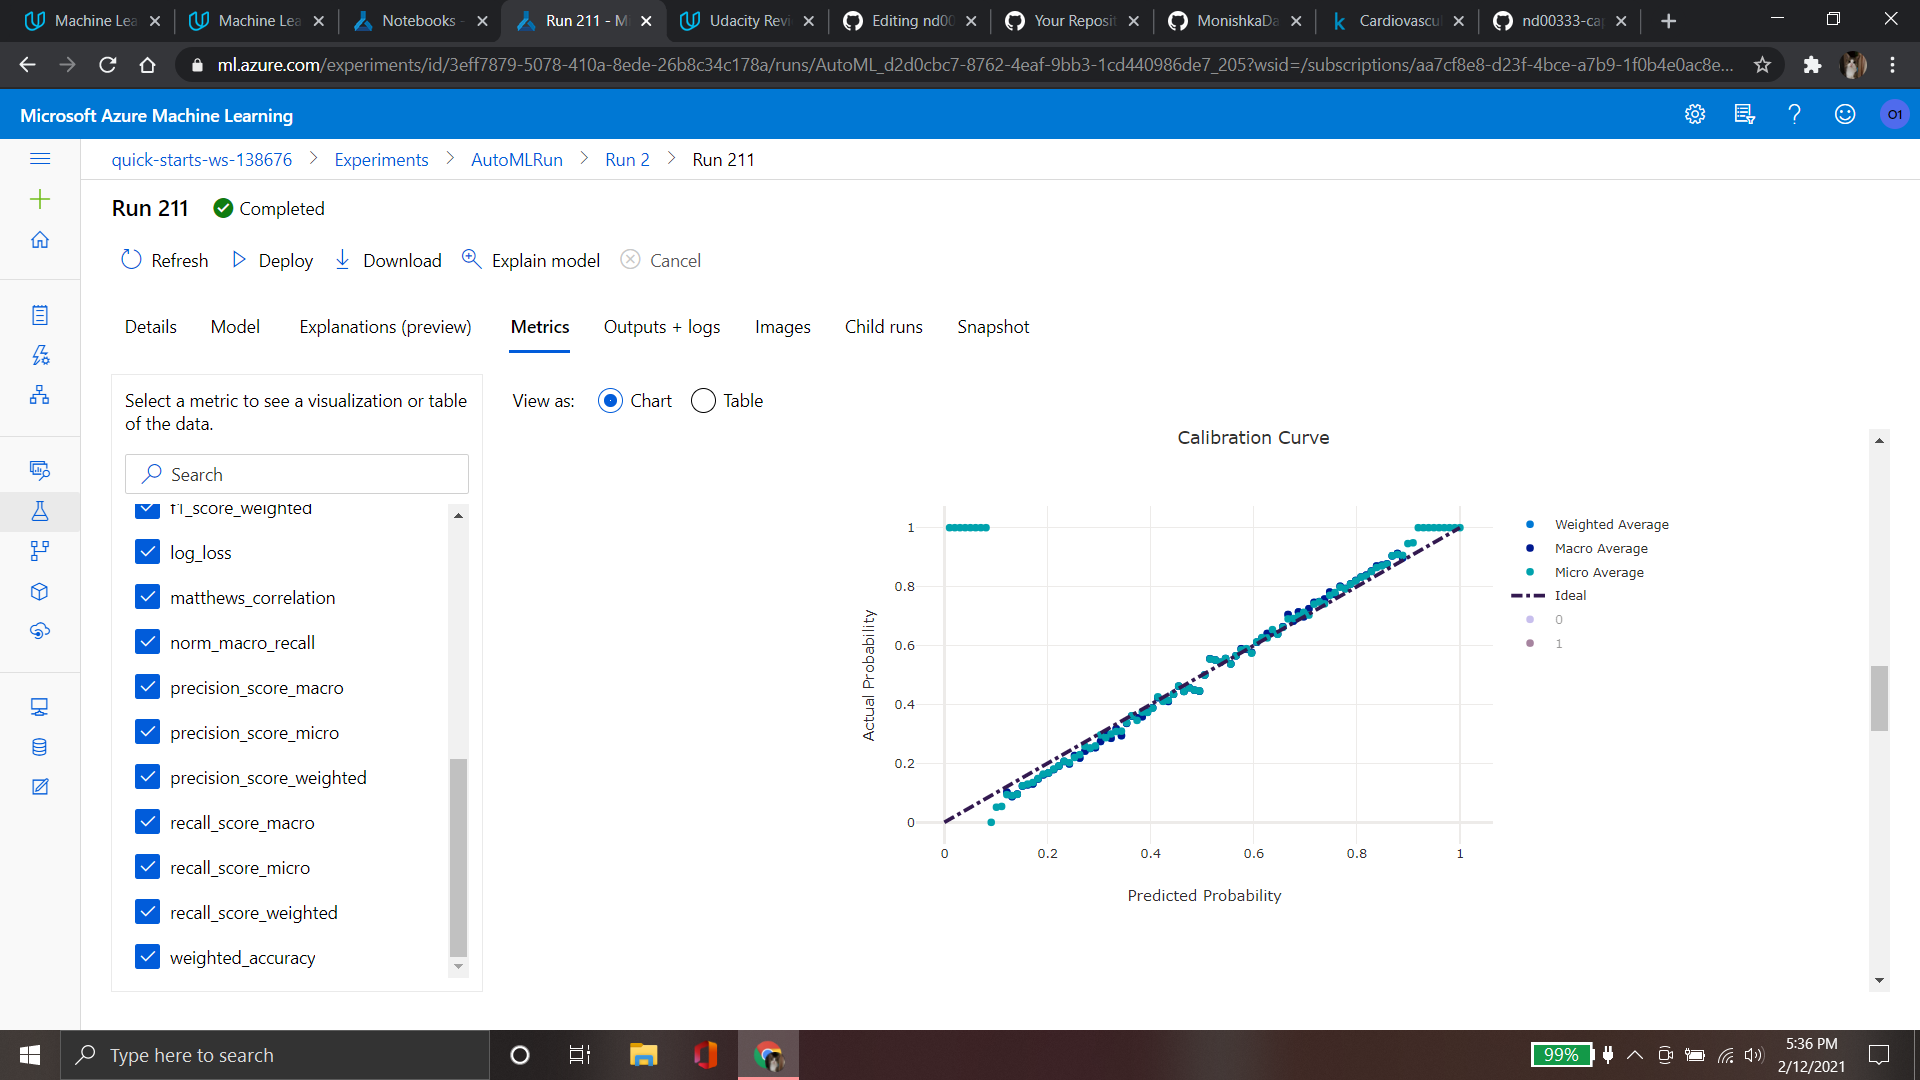 Machine Lea
Machine Lea
Notebooks -
Run 211 - M
Udacity Revi
Editing nd00
Your Reposit
MonishkaDa
Cardiovascul
nd00333-cap
ml.azure.com/experiments/id/3eff7879-5078-410a-8ede-26b8c34c178a/runs/AutoML_d2d0cbc7-8762-4eaf-9bb3-1cd440986de7_205?wsid=/subscriptions/aa7cf8e8-d23f-4bce-a7b9-1f0b4e0ac8e...
Microsoft Azure Machine Learning
O1
quick-starts-ws-138676 > Experiments > AutoMLRun > Run 2 > Run 211
Run 211 Completed
Refresh Deploy Download Explain model Cancel
Details Model Explanations (preview) Metrics Outputs + logs Images Child runs Snapshot
Select a metric to see a visualization or table
of the data.
Search
f1_score_weighted
log_loss
matthews_correlation
norm_macro_recall
precision_score_macro
precision_score_micro
precision_score_weighted
recall_score_macro
recall_score_micro
recall_score_weighted
weighted_accuracy
View as: Chart Table
Calibration Curve
1
0.8
0.6
0.4
0.2
0
Actual Probability
0 0.2 0.4 0.6 0.8 1
Predicted Probability
Weighted Average
Macro Average
Micro Average
Ideal
0
1
Type here to search
99%
5:36 PM
2/12/2021